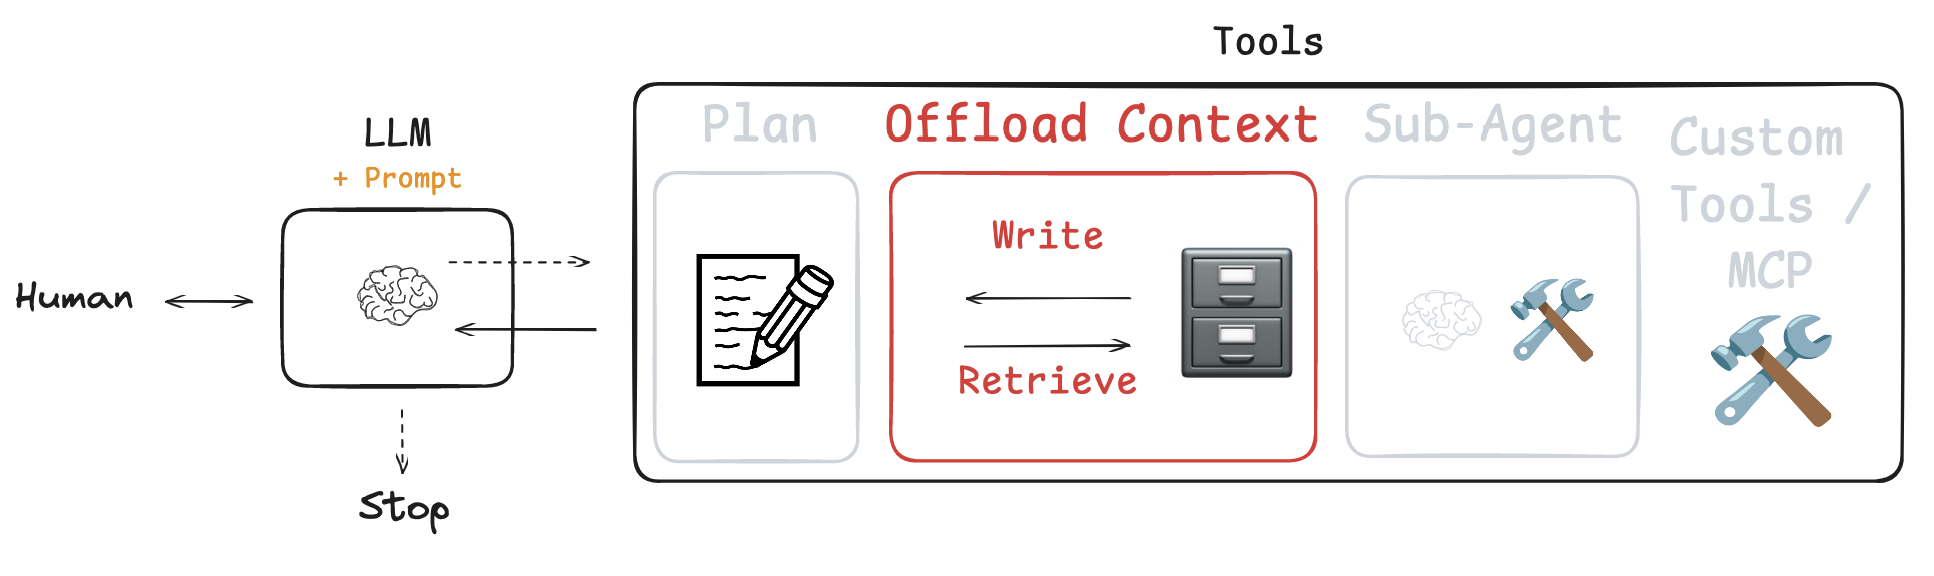 Tools
Plan
Offload Context
Sub-Agent
Custom
Tools /
MCP
LLM
+ Prompt
Write
Human
Retrieve
Stop